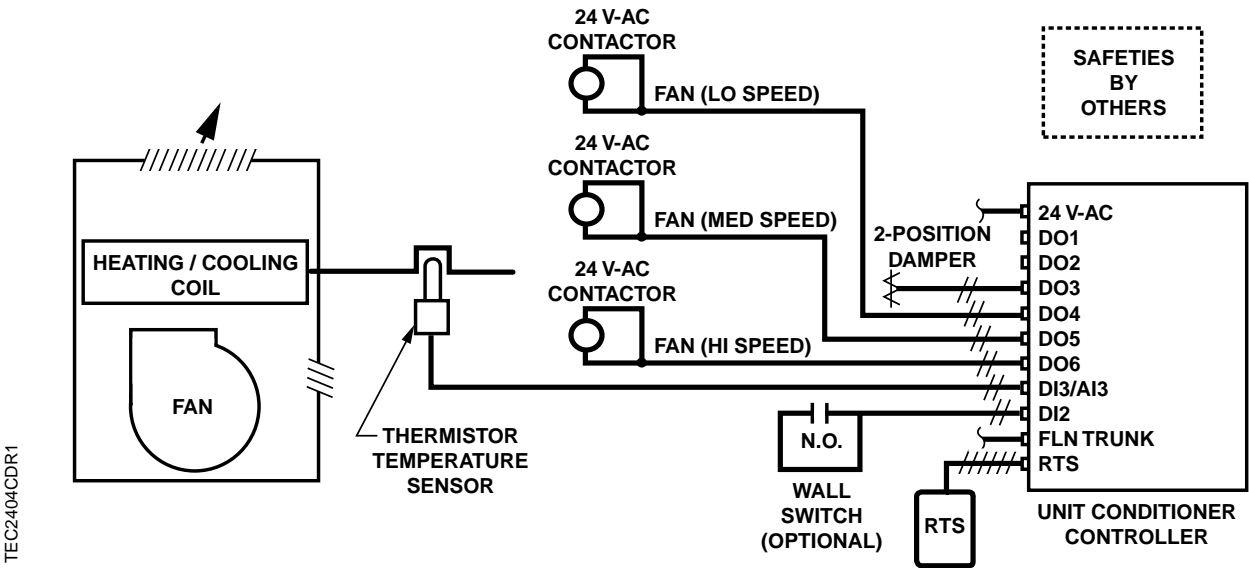 24 V-AC
CONTACTOR
FAN (LO SPEED)
24 V-AC
CONTACTOR
FAN (MED SPEED)
24 V-AC
CONTACTOR
FAN (HI SPEED)
SAFETIES
BY
OTHERS
2-POSITION
DAMPER
HEATING / COOLING
COIL
FAN
THERMISTOR
TEMPERATURE
SENSOR
N.O.
WALL
SWITCH
(OPTIONAL)
RTS
24 V-AC
DO1
DO2
DO3
DO4
DO5
DO6
DI3/AI3
DI2
FLN TRUNK
RTS
UNIT CONDITIONER
CONTROLLER
TEC2404CDR1